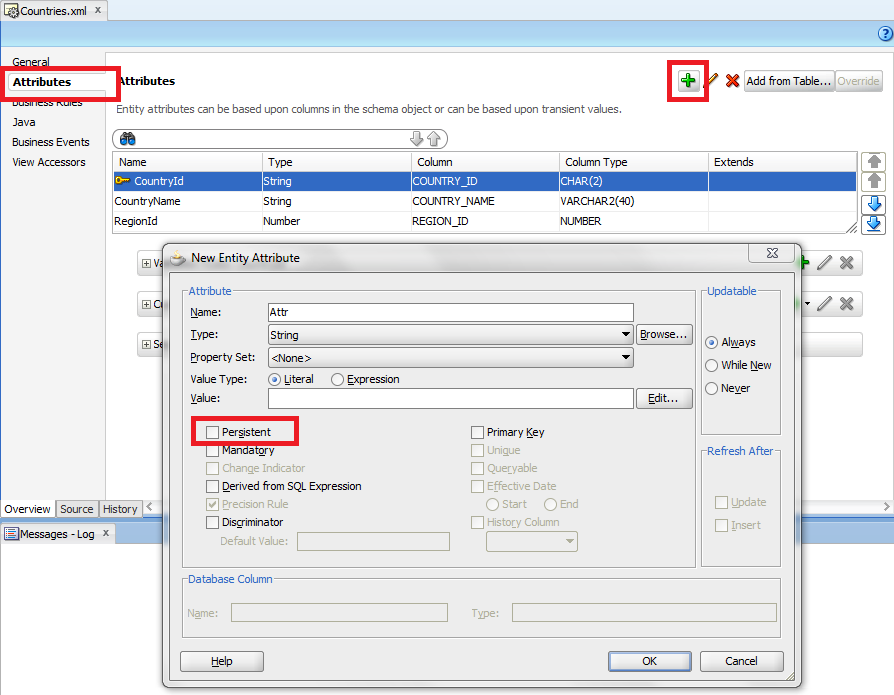 Countries.xml
General
Attributes
Business Rules
Java
Business Events
View Accessors
Attributes
Add from Table... Override
Entity attributes can be based upon columns in the schema object or can be based upon transient values.
Name Type Column Column Type Extends
CountryId String COUNTRY_ID CHAR(2)
CountryName String COUNTRY_NAME VARCHAR2(40)
RegionId Number REGION_ID NUMBER
New Entity Attribute
Attribute
Name: Attr
Type: String Browse...
Property Set: <None>
Value Type: Literal Expression
Value: Edit...
Persistent Primary Key
Mandatory Unique
Change Indicator Queryable
Derived from SQL Expression Effective Date
Precision Rule Start End
Discriminator History Column
Default Value:
Updatable
Always
While New
Never
Refresh After
Update
Insert
Database Column
Name: Type:
Help OK Cancel
Overview Source History
Messages - Log